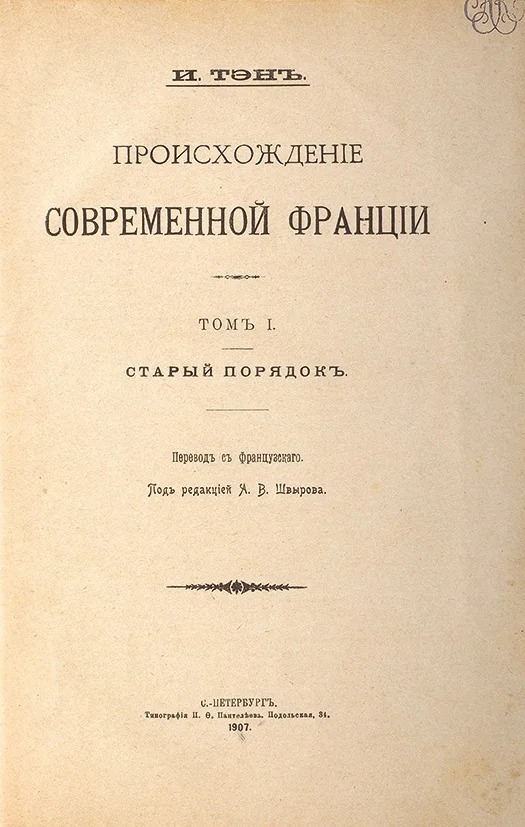 И. ТЭНЪ.
ПРОИСХОЖДЕНІЕ
СОВРЕМЕННОЙ ФРАНЦІИ
ТОМЪ I.
СТАРЫЙ ПОРЯДОКЪ.
Переводъ съ французскаго.
Подъ редакціей А. В. Швырова.
С.-ПЕТЕРБУРГЪ.
Типографія П. Ѳ. Пантелѣева. Подольская, 34.
1907.